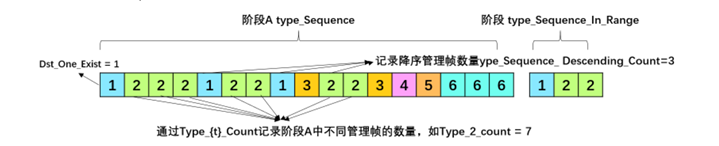 阶段A type_Sequence
阶段 type_Sequence_In_Range
Dst_One_Exist = 1
记录降序管理帧数量ype_Sequence_ Descending_Count=3
1 2 2 2 1 2 2 1 3 2 2 3 4 5 6 6 6
1 2 2
通过Type_{t}_Count记录阶段A中不同管理帧的数量，如Type_2_count = 7